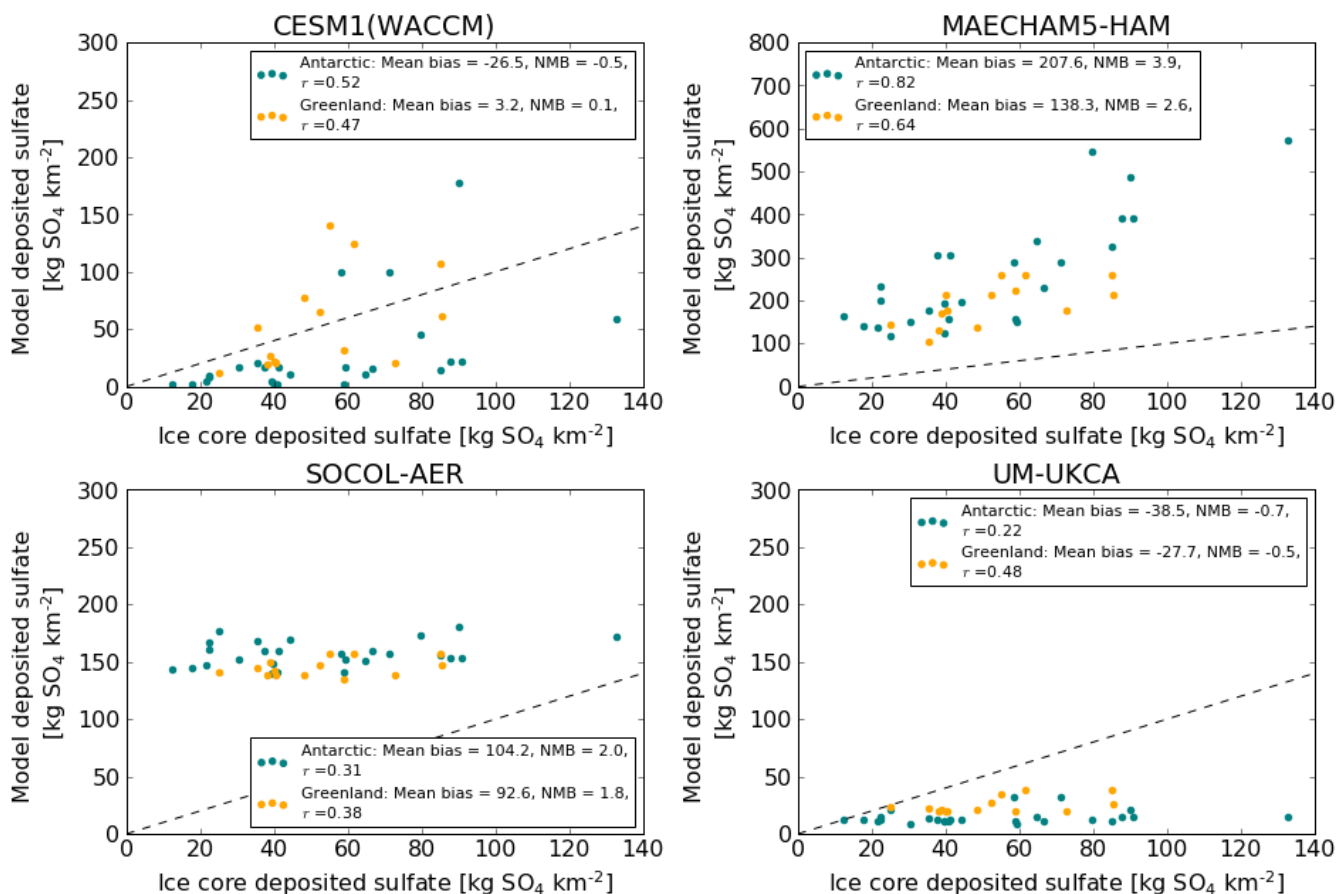 CESM1(WACCM)
300
250
200
150
100
50
0
Model deposited sulfate
[kg SO₄ km⁻²]
Antarctic: Mean bias = -26.5, NMB = -0.5,
r =0.52
Greenland: Mean bias = 3.2, NMB = 0.1,
r =0.47
0 20 40 60 80 100 120 140
Ice core deposited sulfate [kg SO₄ km⁻²]
MAECHAM5-HAM
800
700
600
500
400
300
200
100
0
Model deposited sulfate
[kg SO₄ km⁻²]
Antarctic: Mean bias = 207.6, NMB = 3.9,
r =0.82
Greenland: Mean bias = 138.3, NMB = 2.6,
r =0.64
0 20 40 60 80 100 120 140
Ice core deposited sulfate [kg SO₄ km⁻²]
SOCOL-AER
300
250
200
150
100
50
0
Model deposited sulfate
[kg SO₄ km⁻²]
Antarctic: Mean bias = 104.2, NMB = 2.0,
r =0.31
Greenland: Mean bias = 92.6, NMB = 1.8,
r =0.38
0 20 40 60 80 100 120 140
Ice core deposited sulfate [kg SO₄ km⁻²]
UM-UKCA
300
250
200
150
100
50
0
Model deposited sulfate
[kg SO₄ km⁻²]
Antarctic: Mean bias = -38.5, NMB = -0.7,
r =0.22
Greenland: Mean bias = -27.7, NMB = -0.5,
r =0.48
0 20 40 60 80 100 120 140
Ice core deposited sulfate [kg SO₄ km⁻²]